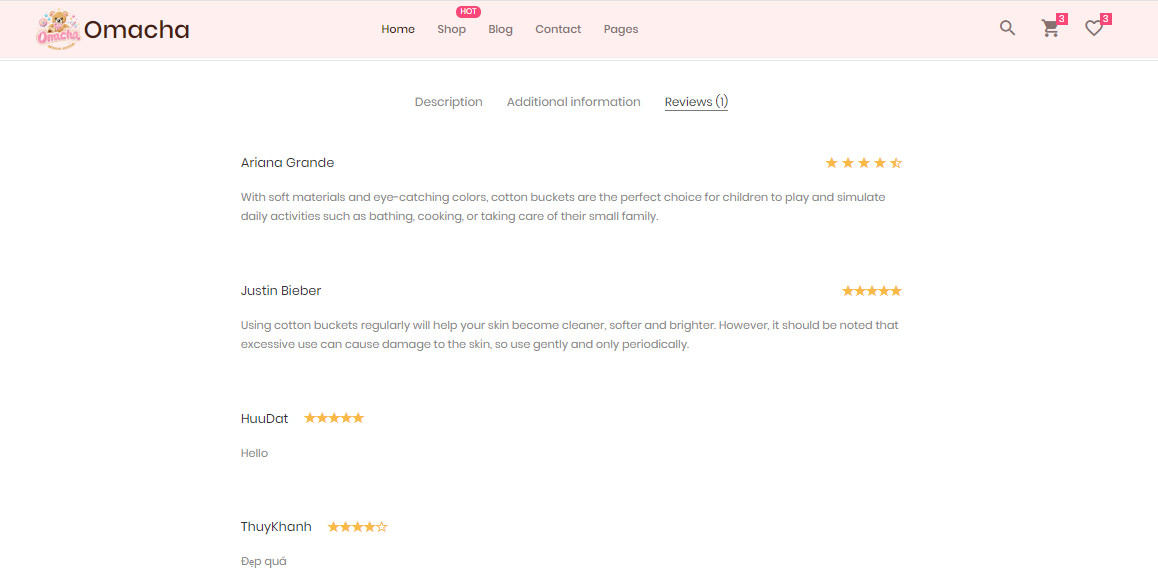 HOT
Omacha Omacha Home Shop Blog Contact Pages 3 3
Description Additional information Reviews (1)
Ariana Grande
With soft materials and eye-catching colors, cotton buckets are the perfect choice for children to play and simulate
daily activities such as bathing, cooking, or taking care of their small family.
Justin Bieber
Using cotton buckets regularly will help your skin become cleaner, softer and brighter. However, it should be noted that
excessive use can cause damage to the skin, so use gently and only periodically.
HuuDat
Hello
ThuyKhanh
Đẹp quá